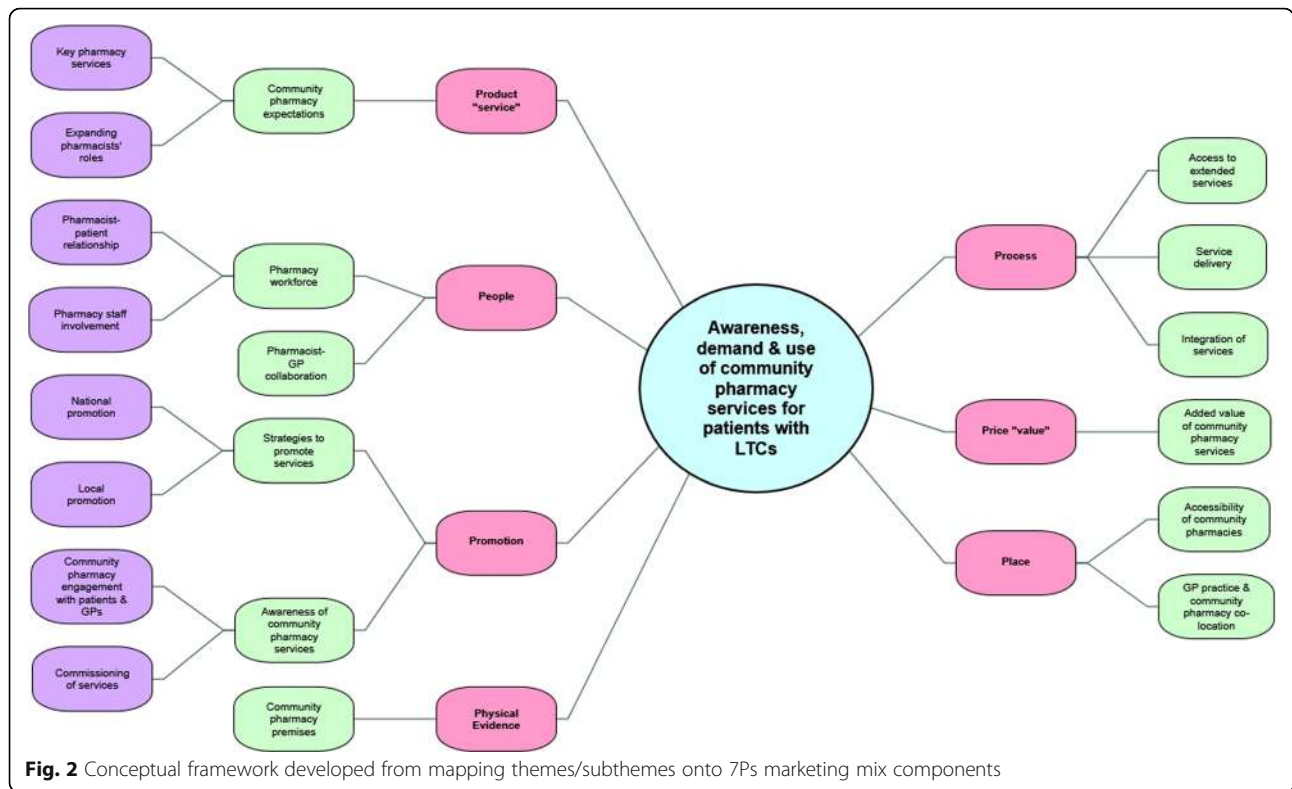 Key pharmacy
services
Expanding
pharmacists'
roles
Community
pharmacy
expectations
Product
"service"
Pharmacist-
patient
relationship
Pharmacy staff
involvement
Pharmacy
workforce
Pharmacist-
GP
collaboration
People
National
promotion
Local
promotion
Strategies to
promote
services
Community
pharmacy
engagement
with patients &
GPs
Commissioning
of services
Awareness of
community
pharmacy
services
Promotion
Community
pharmacy
premises
Physical
Evidence
Awareness,
demand & use
of community
pharmacy
services for
patients with
LTCs
Process
Access to
extended
services
Service
delivery
Integration of
services
Price "value"
Added value
of community
pharmacy
services
Place
Accessibility
of community
pharmacies
GP practice &
community
pharmacy co-
location
Fig. 2 Conceptual framework developed from mapping themes/subthemes onto 7Ps marketing mix components